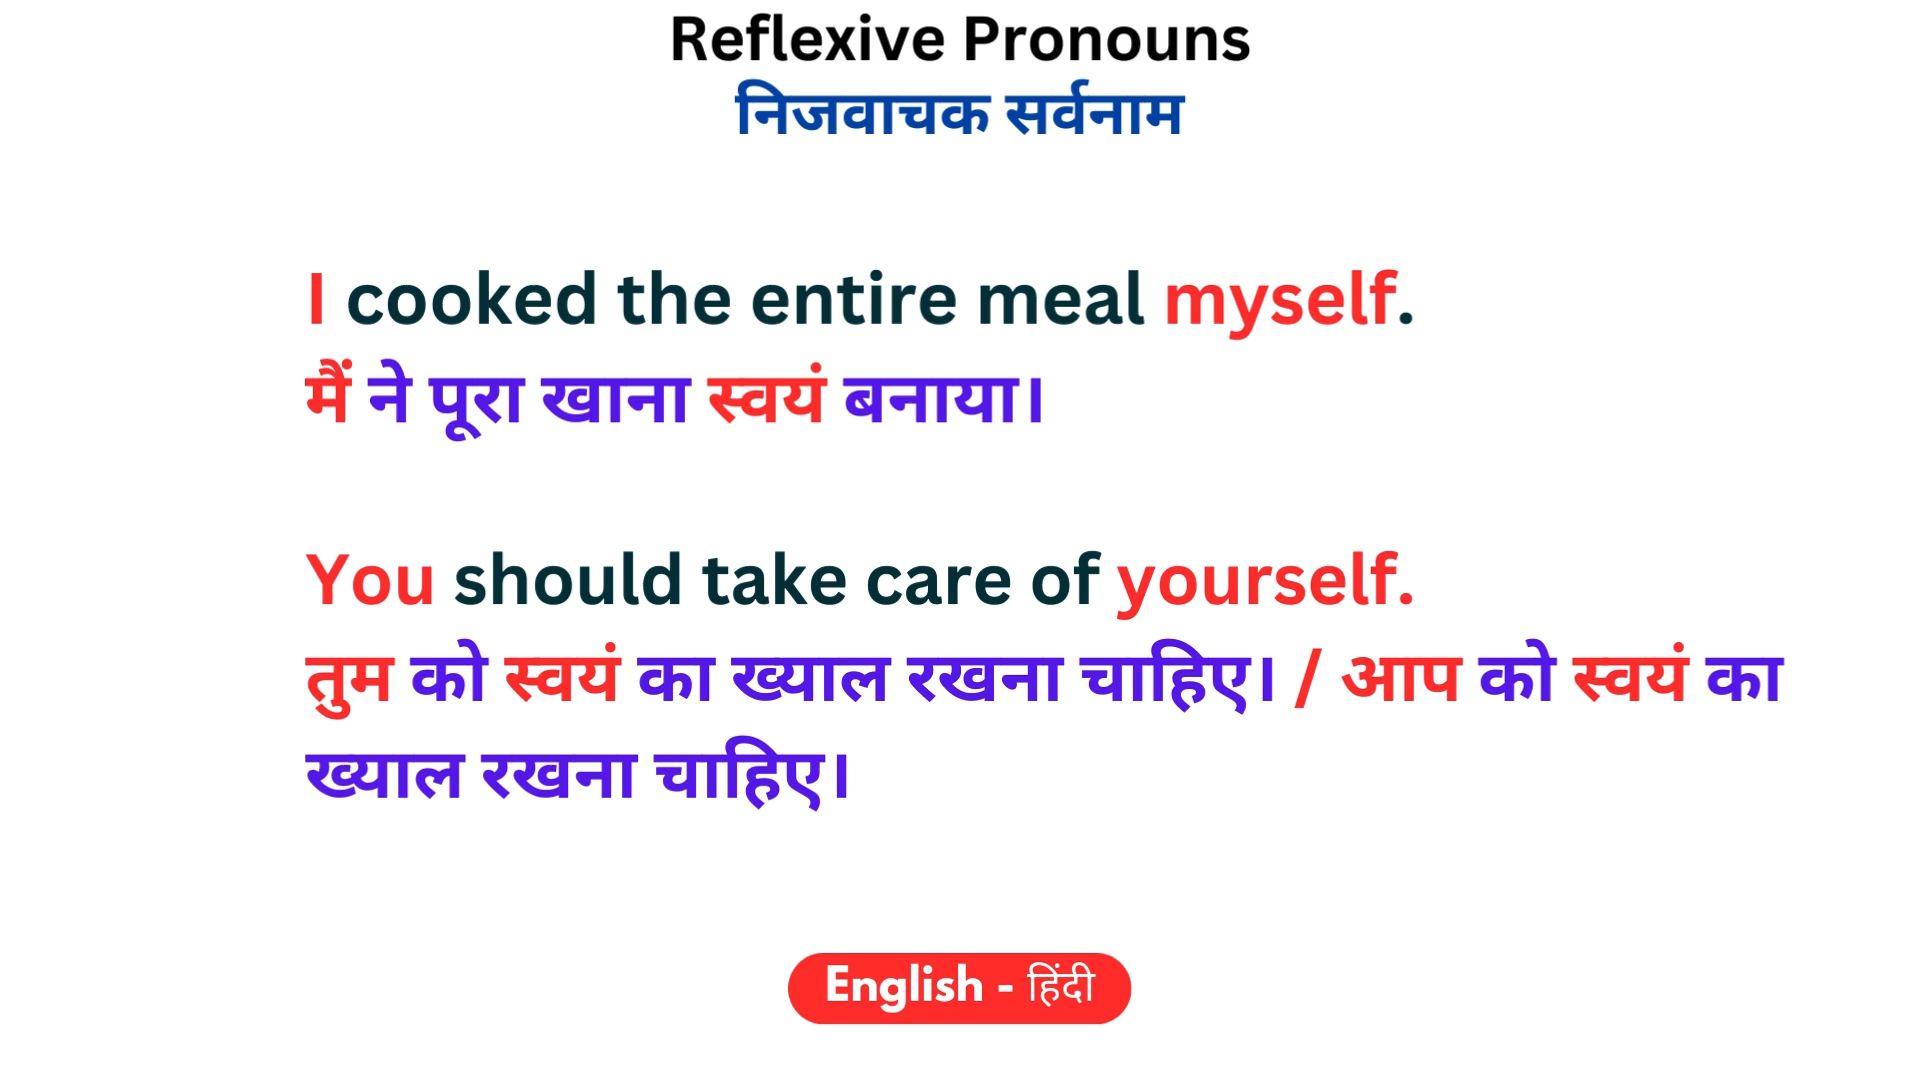 Reflexive Pronouns
निजवाचक सर्वनाम
I cooked the entire meal myself.
मैं ने पूरा खाना स्वयं बनाया।
You should take care of yourself.
तुम को स्वयं का ख्याल रखना चाहिए। / आप को स्वयं का
ख्याल रखना चाहिए।
English - हिंदी